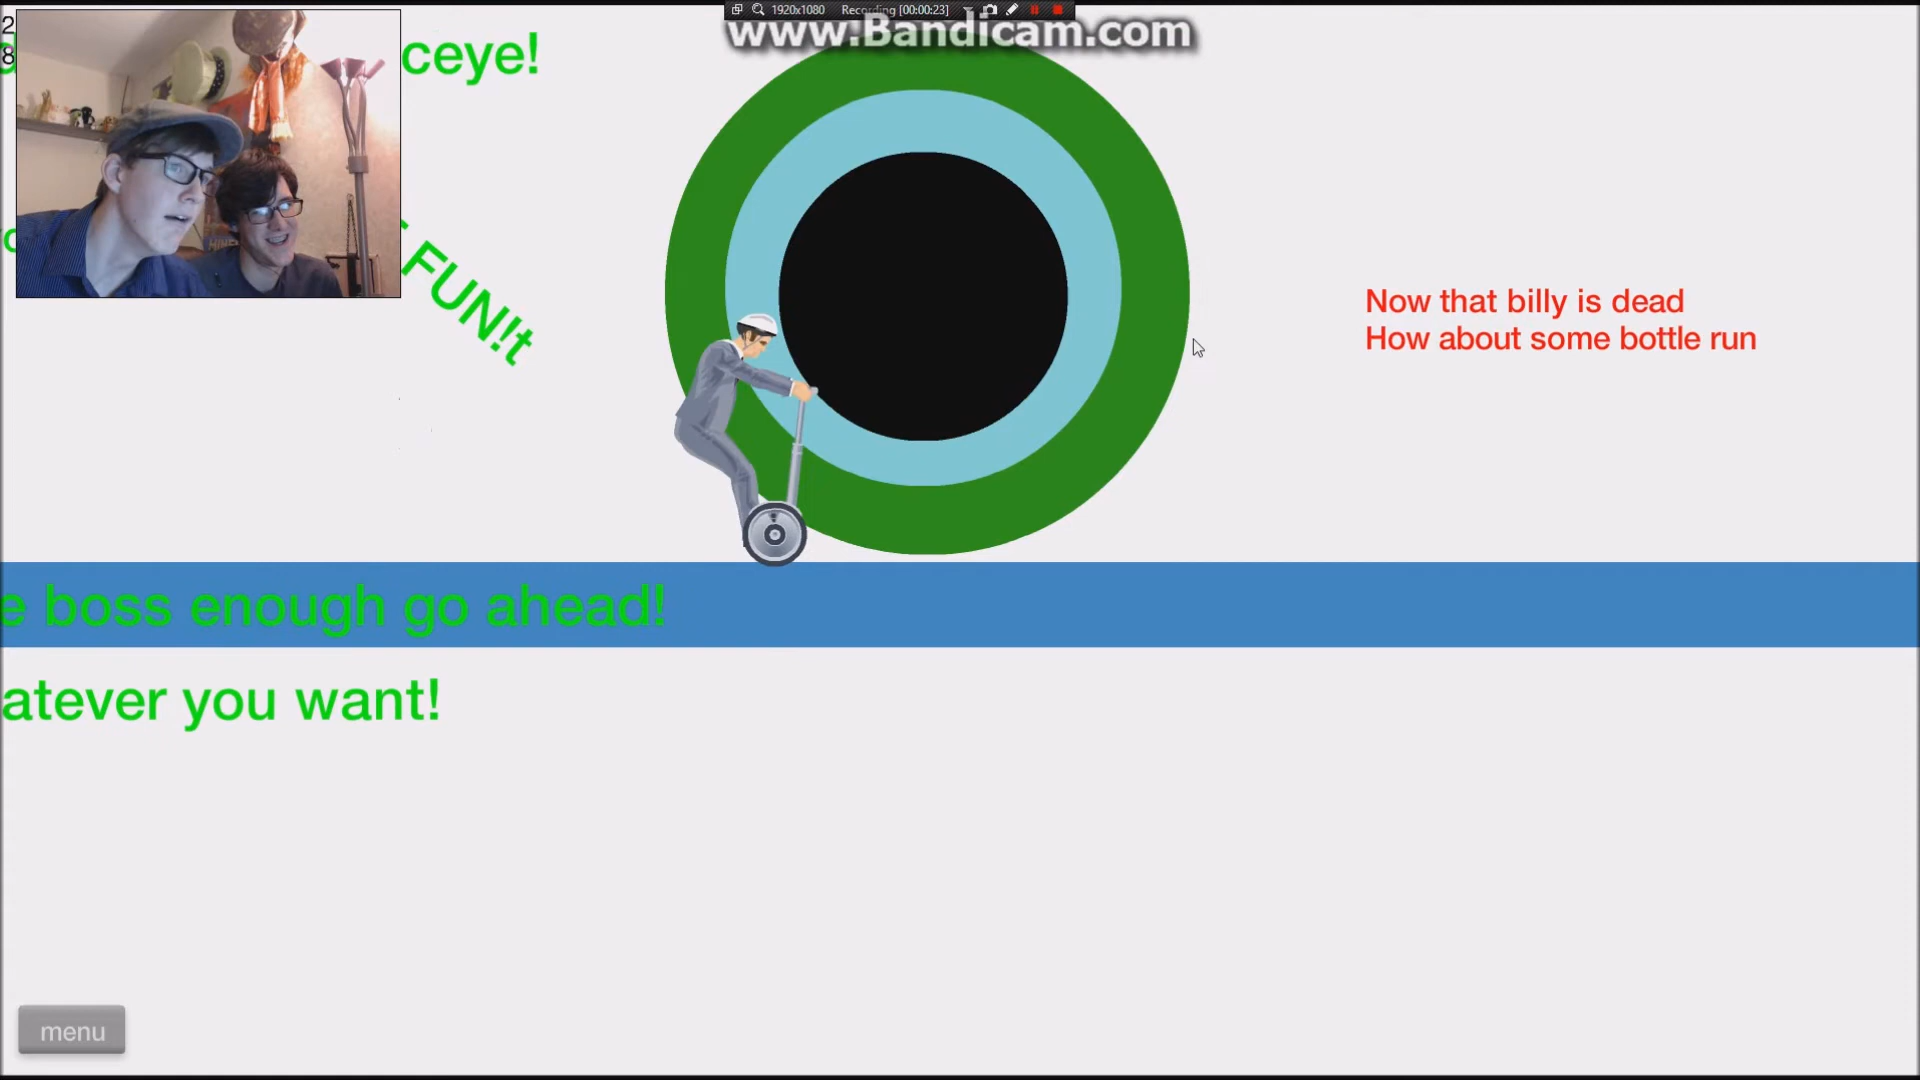 1920x1080 Recording [00:00:23]
www.Bandicam.com
2
8
ceye!
FUN!t
Now that billy is dead
How about some bottle run
e boss enough go ahead!
atever you want!
menu